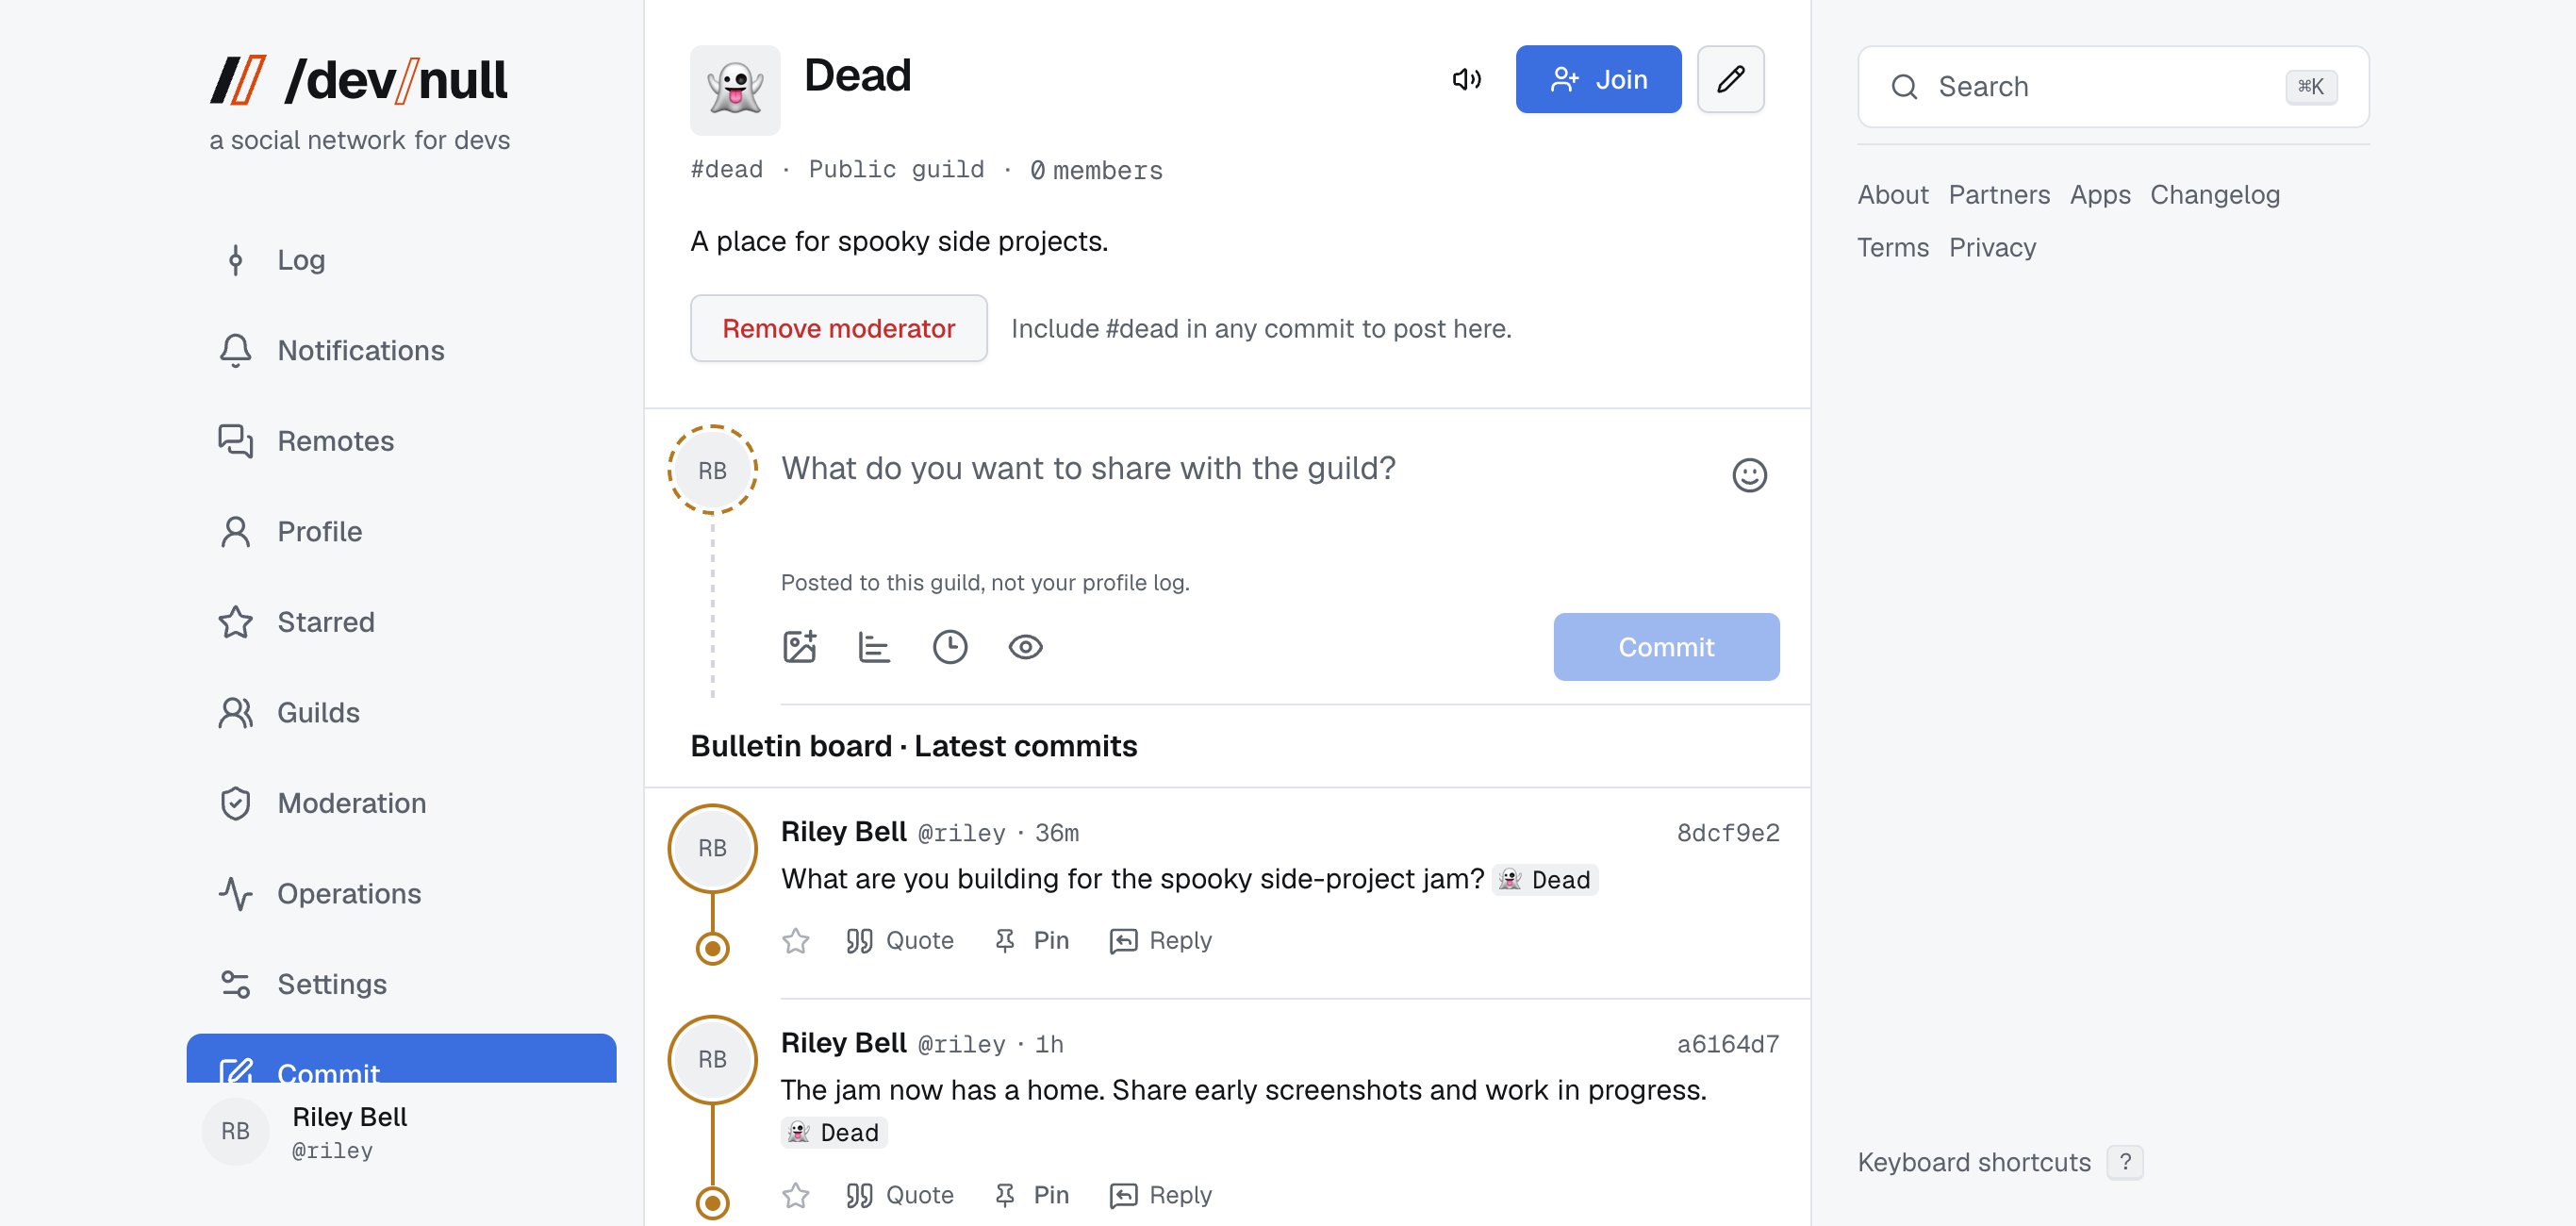 /dev/null
a social network for devs
Log
Notifications
Remotes
Profile
Starred
Guilds
Moderation
Operations
Settings
Commit
RB
Riley Bell
@riley
Dead
Join
#dead · Public guild · 0 members
A place for spooky side projects.
Remove moderator
Include #dead in any commit to post here.
RB
What do you want to share with the guild?
Posted to this guild, not your profile log.
Commit
Bulletin board · Latest commits
RB
Riley Bell @riley · 36m 8dcf9e2
What are you building for the spooky side-project jam? Dead
Quote Pin Reply
RB
Riley Bell @riley · 1h a6164d7
The jam now has a home. Share early screenshots and work in progress.
Dead
Quote Pin Reply
Search ⌘K
About Partners Apps Changelog
Terms Privacy
Keyboard shortcuts ?